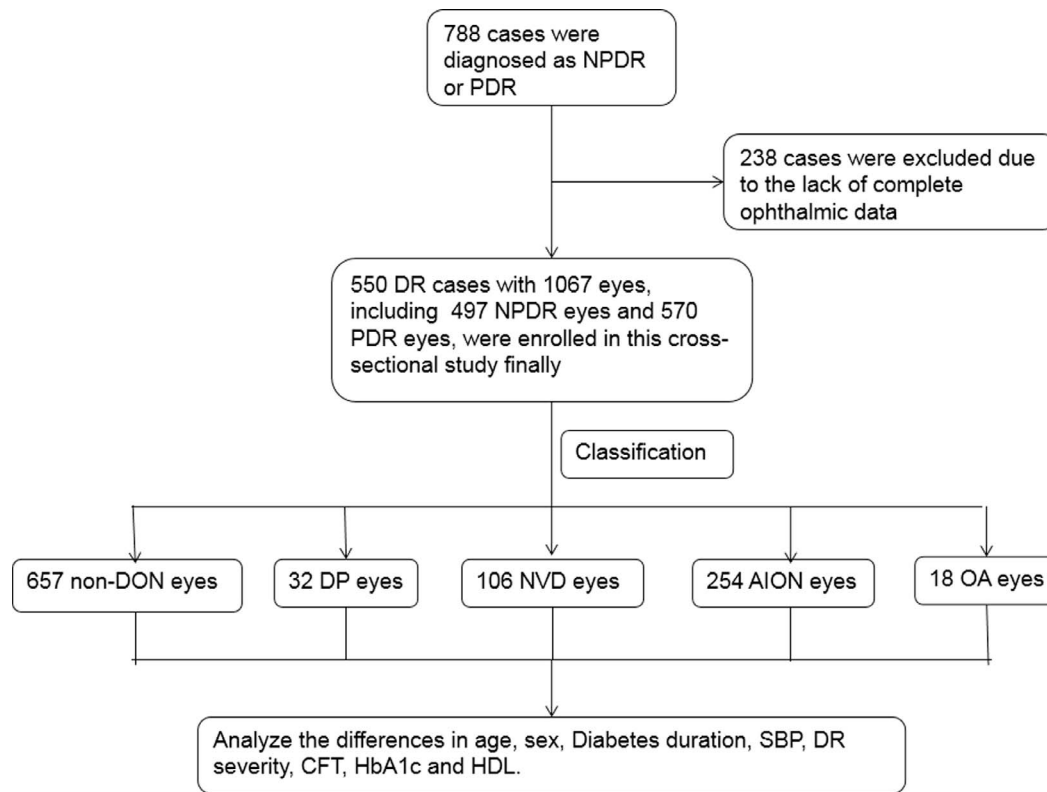 788 cases were
diagnosed as NPDR
or PDR
238 cases were excluded due
to the lack of complete
ophthalmic data
550 DR cases with 1067 eyes,
including 497 NPDR eyes and 570
PDR eyes, were enrolled in this cross-
sectional study finally
Classification
657 non-DON eyes
32 DP eyes
106 NVD eyes
254 AION eyes
18 OA eyes
Analyze the differences in age, sex, Diabetes duration, SBP, DR
severity, CFT, HbA1c and HDL.